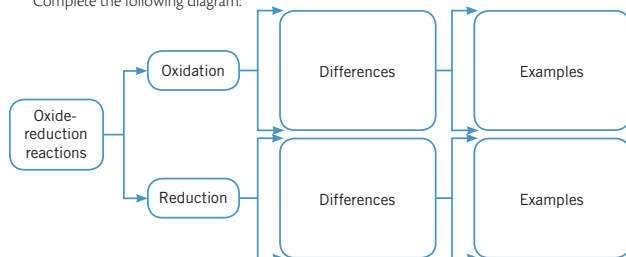 Complete the following diagram:
Oxidation
Differences
Examples
Oxide-
reduction
reactions
Reduction
Differences
Examples